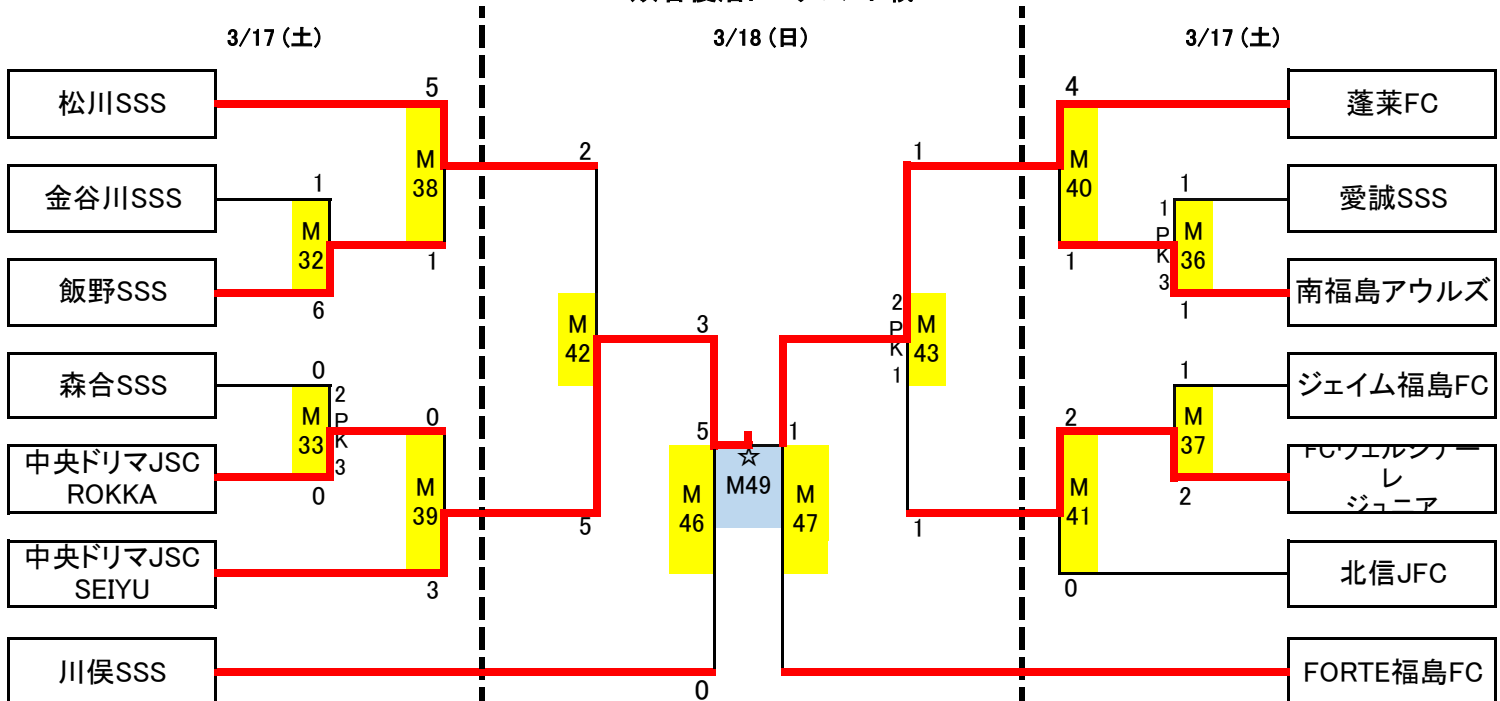 3/17 (土)
3/18 (日)
3/17 (土)
松川SSS
金谷川SSS
飯野SSS
森合SSS
中央ドリマJSC
ROKKA
中央ドリマJSC
SEIYU
川俣SSS
5
M
38
1
1
M
32
6
0
M
33
2
P
K
3
0
0
M
39
3
2
M
42
5
3
5
M
46
0
☆
M49
1
M
47
1
2
P
K
1
M
43
1
4
M
40
1
1
1
P
K
3
M
36
1
1
M
37
2
2
M
41
0
蓬莱FC
愛誠SSS
南福島アウルズ
ジェイム福島FC
レ
ジュニア
北信JFC
FORTE福島FC